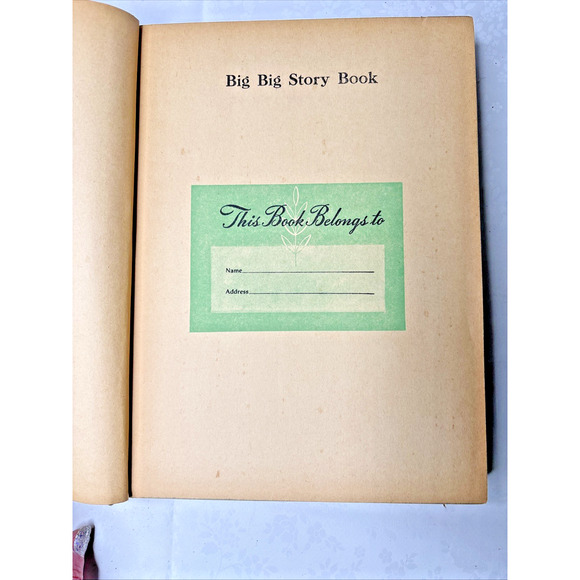 Big Big Story Book
This Book Belongs to
Name
Address